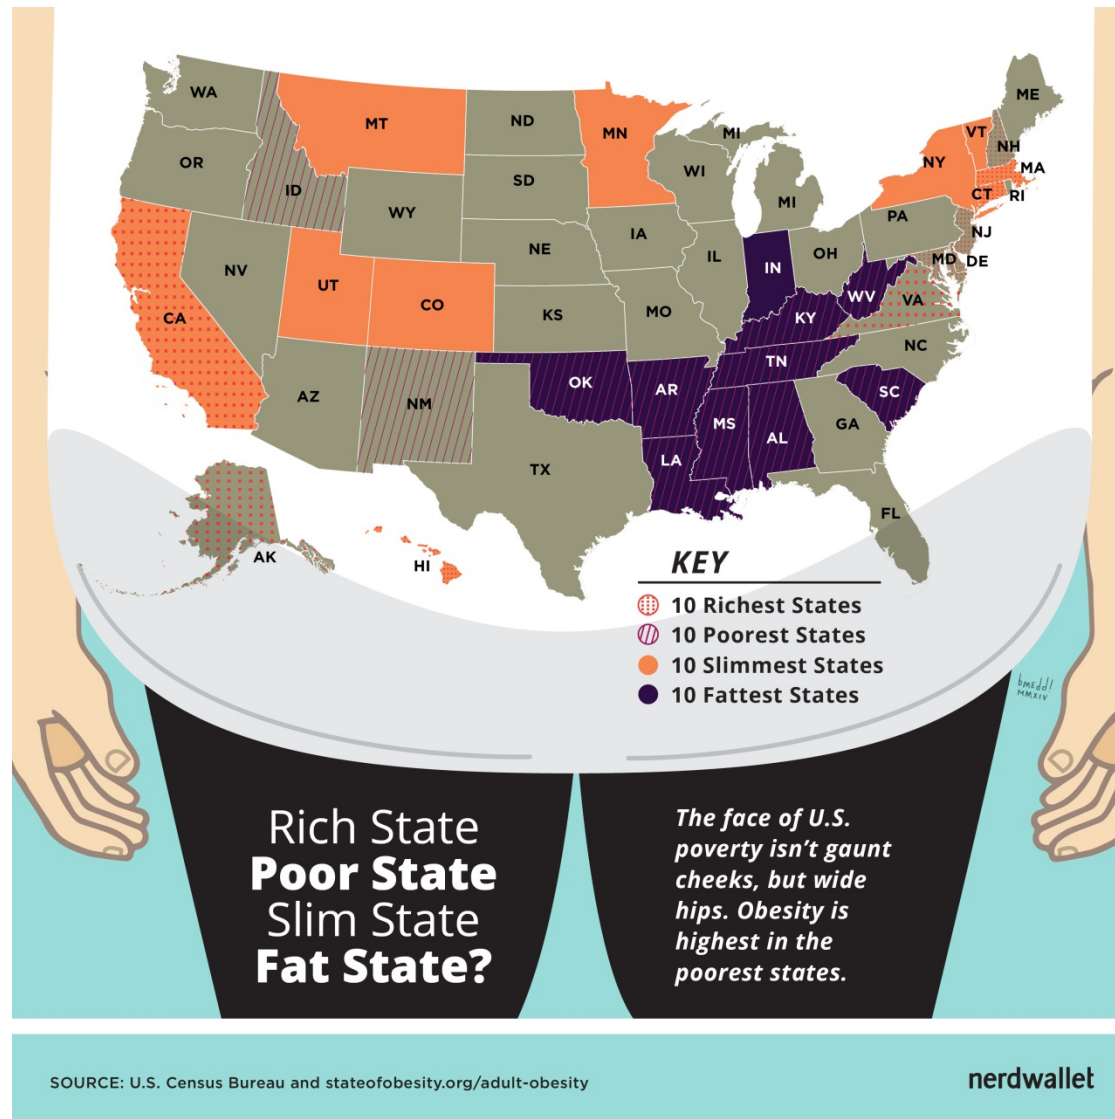 WA
MT
ND
MN
MI
ME
VT
NH
OR
ID
SD
WI
NY
MA
CT
RI
WY
MI
PA
NJ
IA
NE
NV
UT
CO
IL
IN
OH
MD
DE
CA
KS
MO
WV
VA
KY
NC
AZ
NM
OK
AR
TN
SC
MS
AL
GA
LA
TX
FL
AK
HI
KEY
10 Richest States
10 Poorest States
10 Slimmest States
10 Fattest States
bmeddl
MMXIV
Rich State
Poor State
Slim State
Fat State?
The face of U.S.
poverty isn’t gaunt
cheeks, but wide
hips. Obesity is
highest in the
poorest states.
SOURCE: U.S. Census Bureau and stateofobesity.org/adult-obesity
nerdwallet